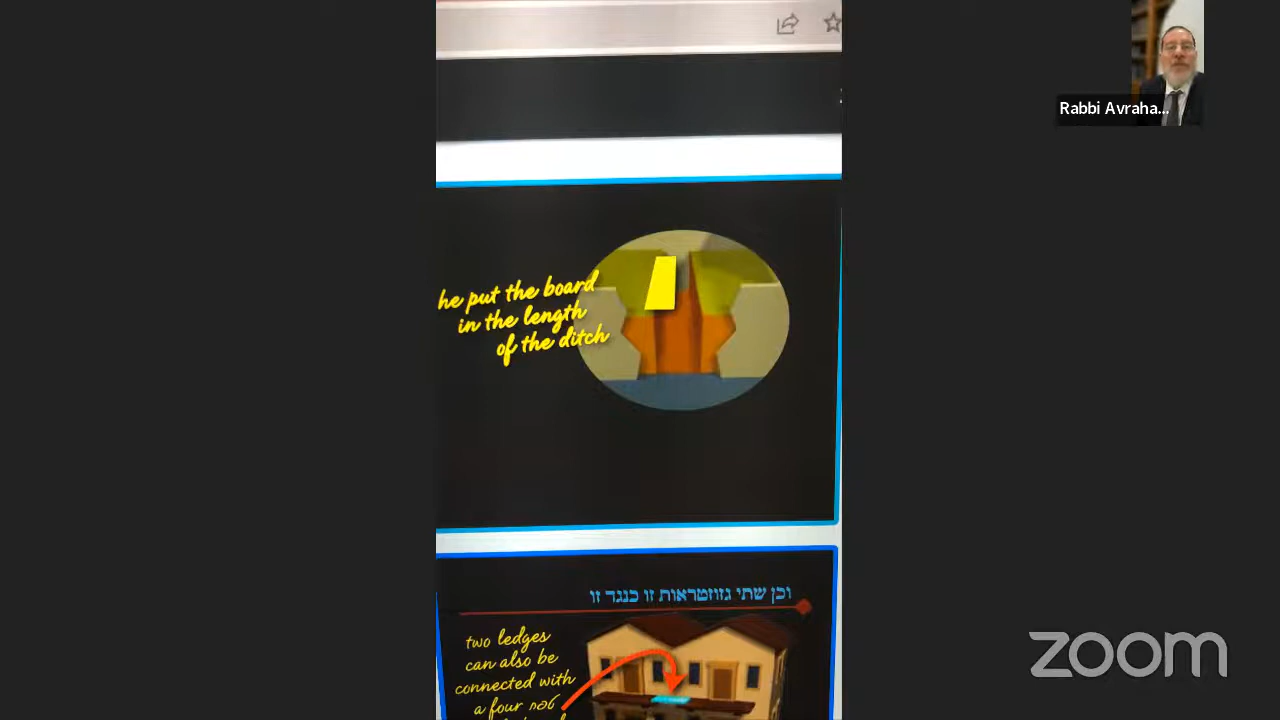 Rabbi Avraha...
he put the board
in the length
of the ditch
וכן שתי גזוזטראות זו כנגד זו
two ledges
can also be
connected with
a four טפח
zoom